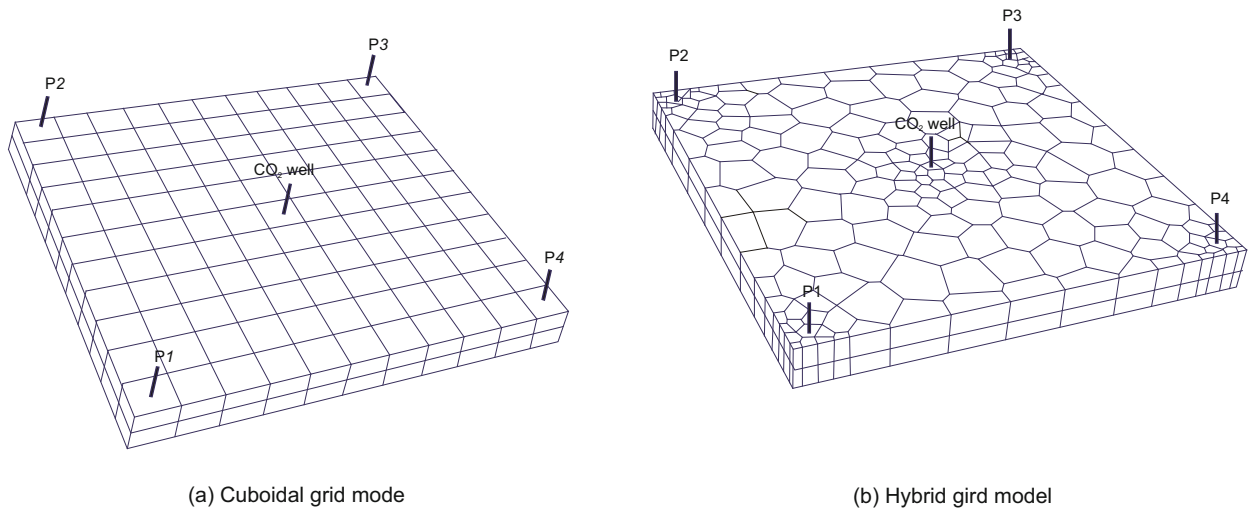 P3
P2
CO₂ well
P4
P1
(a) Cuboidal grid mode
P3
P2
CO₂ well
P4
P1
(b) Hybrid gird model